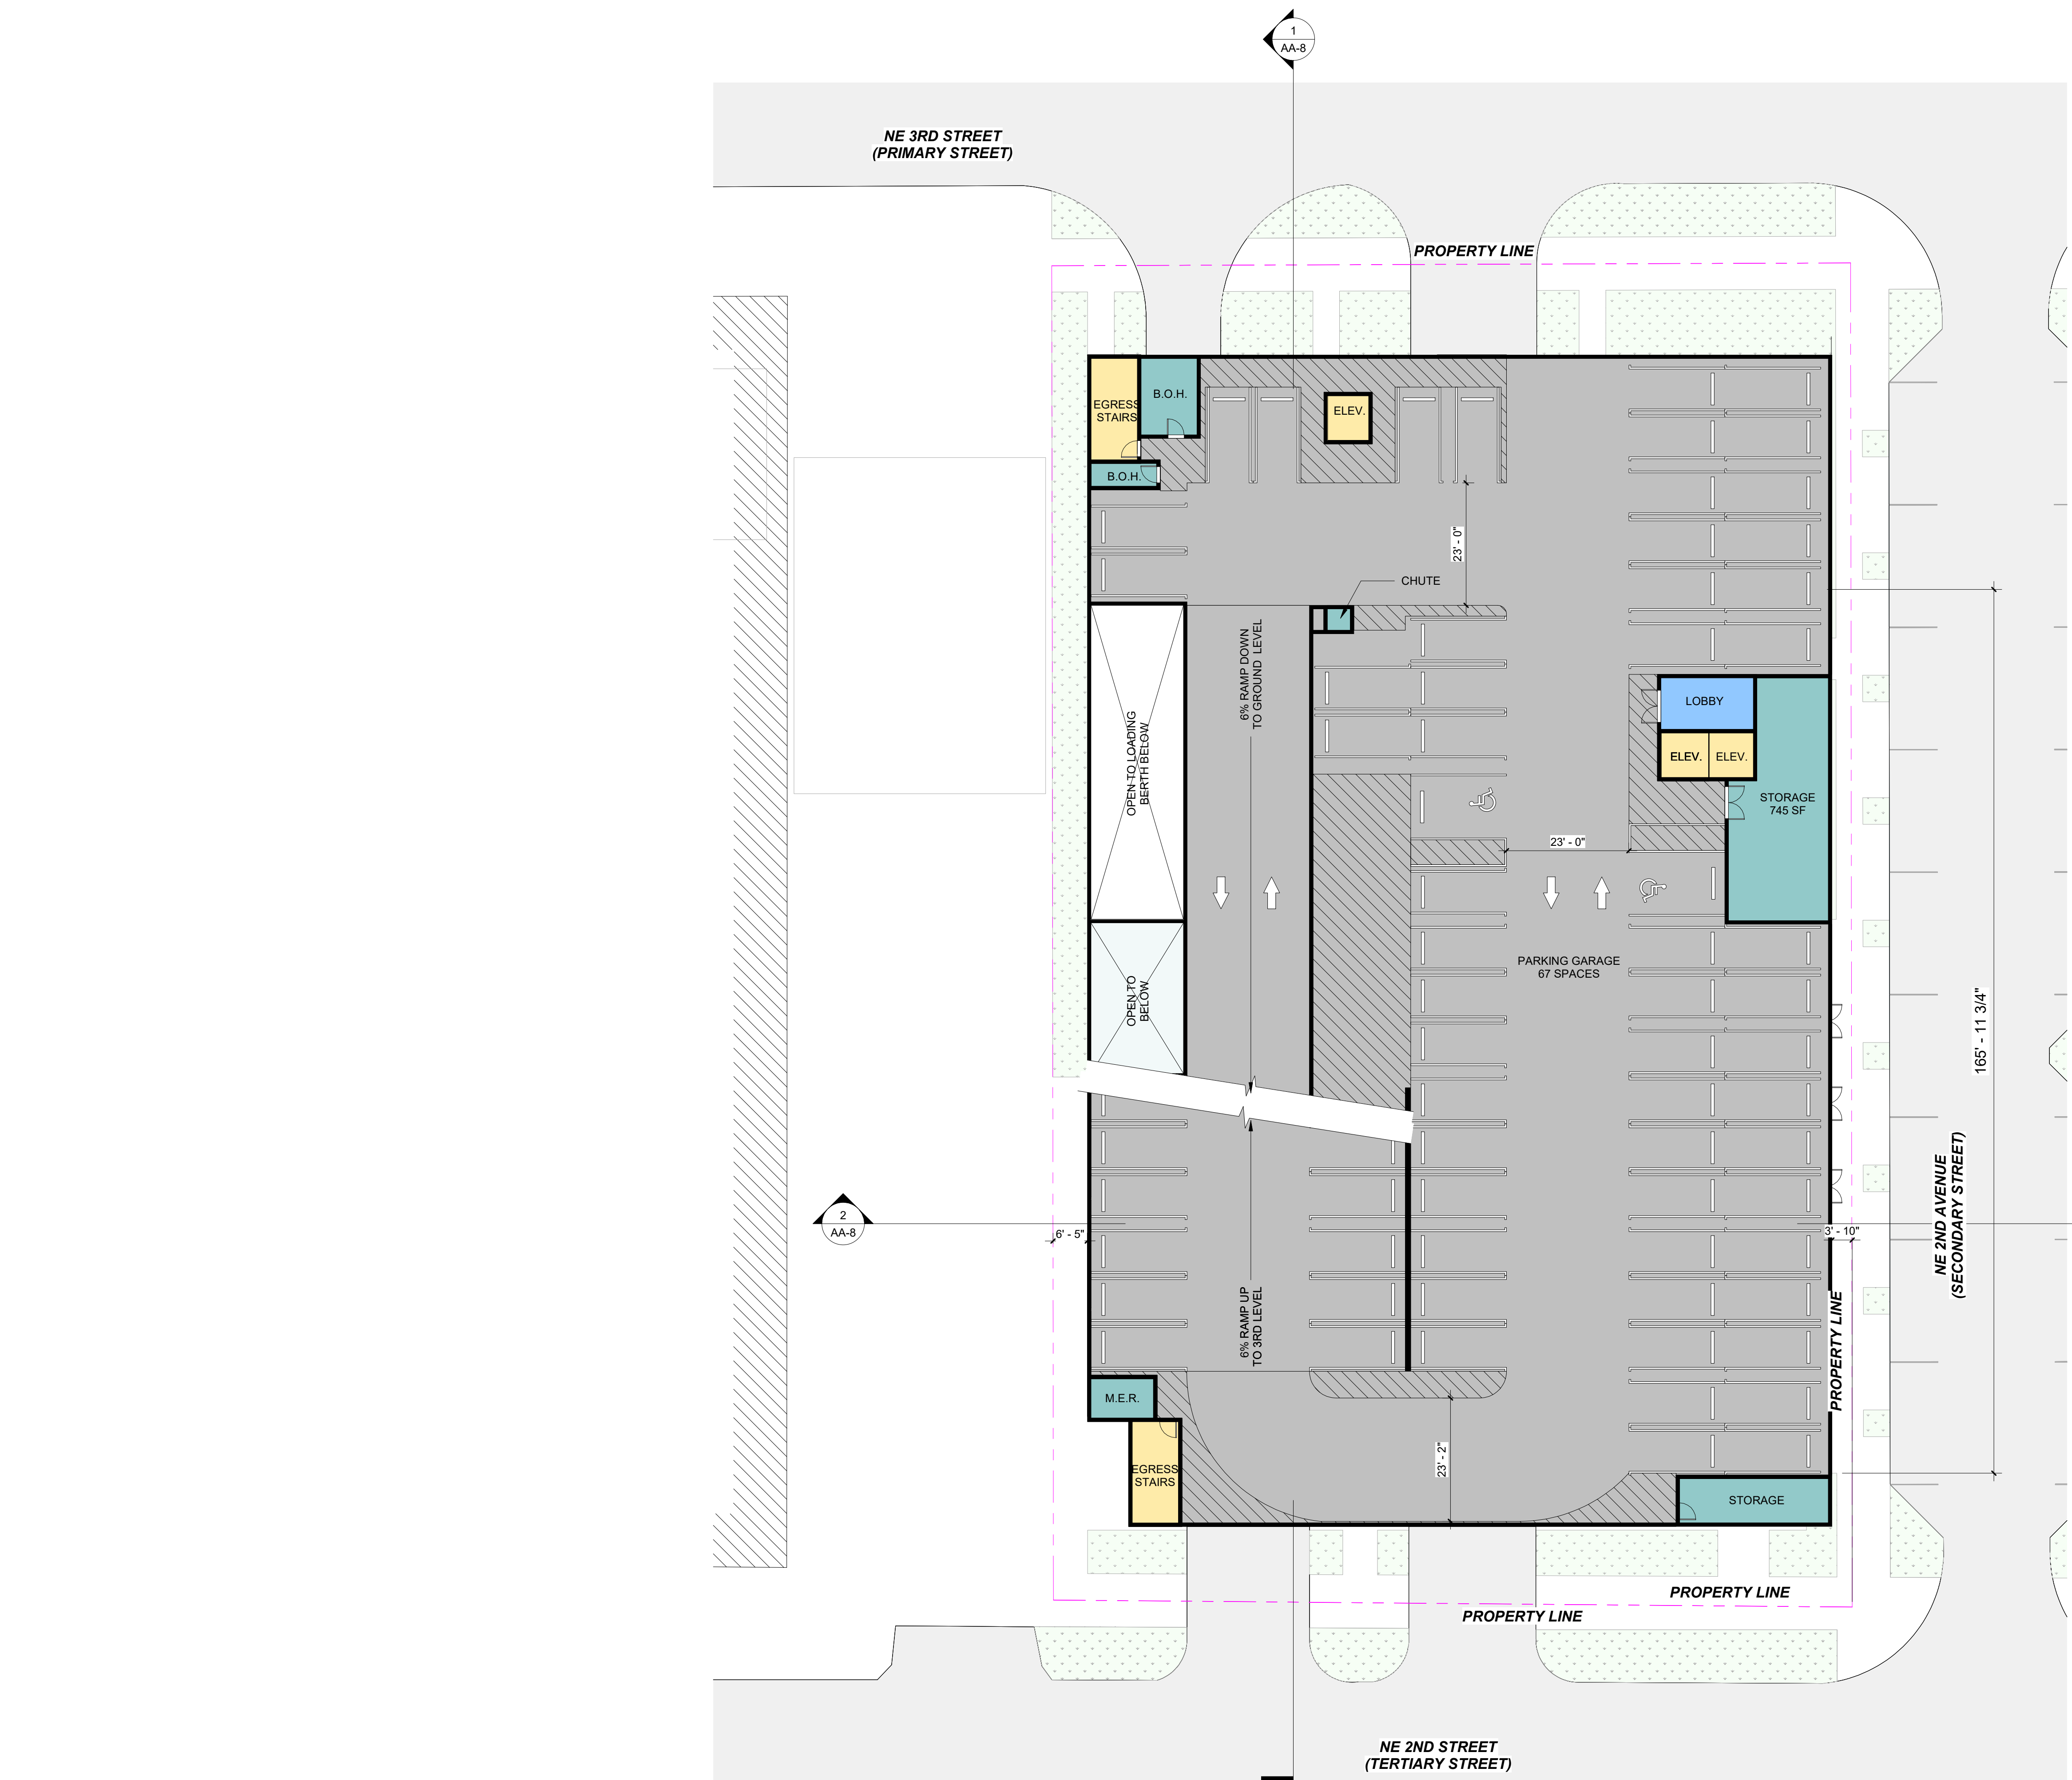 1
AA-8
NE 3RD STREET
(PRIMARY STREET)
PROPERTY LINE
EGRESS
STAIRS
B.O.H.
ELEV.
B.O.H.
23' - 0"
CHUTE
6% RAMP DOWN
TO GROUND LEVEL
LOBBY
ELEV.
ELEV.
STORAGE
745 SF
OPEN TO LOADING
BERTH BELOW
23' - 0"
PARKING GARAGE
67 SPACES
OPEN TO
BELOW
165' - 11 3/4"
2
AA-8
6' - 5"
3' - 10"
NE 2ND AVENUE
(SECONDARY STREET)
6% RAMP UP
TO 3RD LEVEL
PROPERTY LINE
M.E.R.
EGRESS
STAIRS
23' - 2"
STORAGE
PROPERTY LINE
PROPERTY LINE
NE 2ND STREET
(TERTIARY STREET)